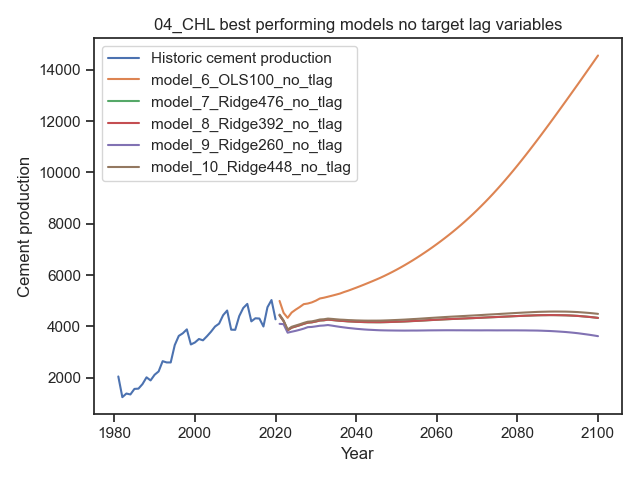 04_CHL best performing models no target lag variables
Historic cement production
model_6_OLS100_no_tlag
model_7_Ridge476_no_tlag
model_8_Ridge392_no_tlag
model_9_Ridge260_no_tlag
model_10_Ridge448_no_tlag
Cement production
14000
12000
10000
8000
6000
4000
2000
1980 2000 2020 2040 2060 2080 2100
Year